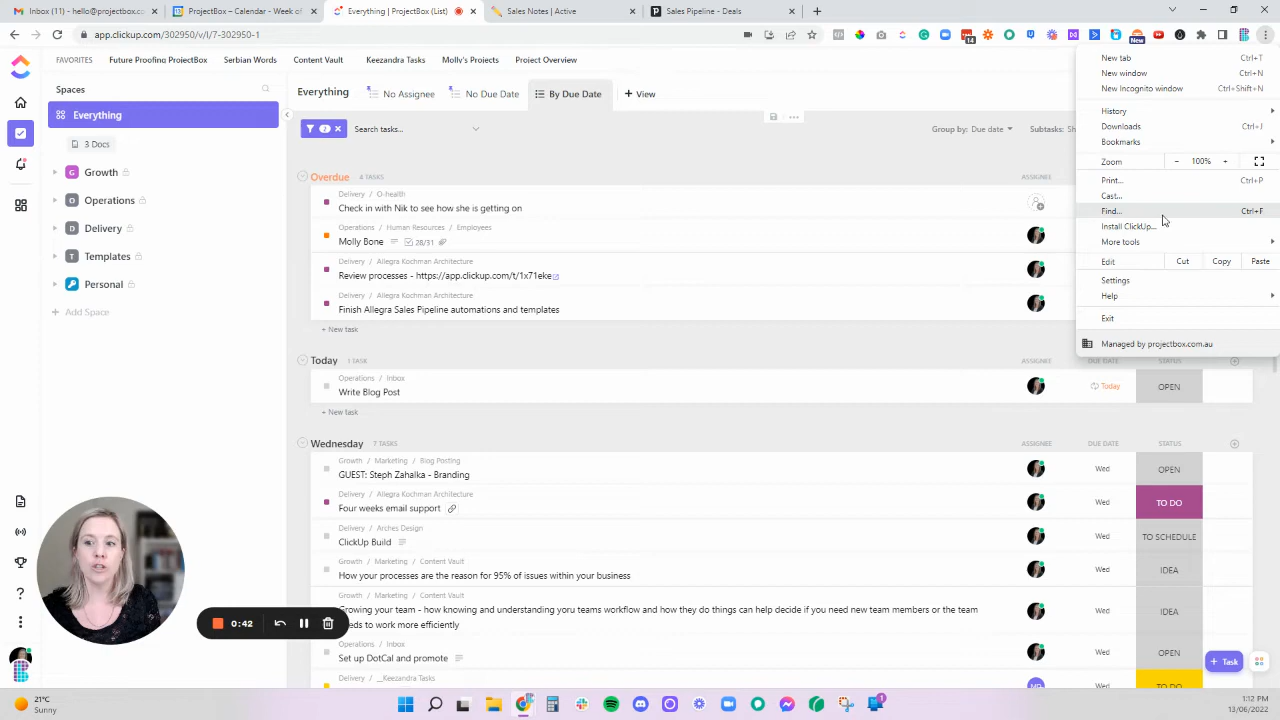 Inbox (11) - hello@projectbox.co
ProjectBox – Calendar - Week of
Everything | ProjectBox (List)
Sales Notes | Active
Sales Pipeline - Deals
app.clickup.com/302950/v/l/7-302950-1
14
New
FAVORITES
Future Proofing ProjectBox
Serbian Words
Content Vault
Keezandra Tasks
Molly's Projects
Project Overview
Spaces
Everything
3 Docs
G Growth
O Operations
D Delivery
T Templates
Personal
+ Add Space
Everything
No Assignee
No Due Date
By Due Date
+ View
2
Search tasks...
Group by: Due date
Subtasks: Sh
Overdue 4 TASKS
ASSIGNEE
Delivery / O-health
Check in with Nik to see how she is getting on
Operations / Human Resources / Employees
Molly Bone 28/31
Delivery / Allegra Kochman Architecture
Review processes - https://app.clickup.com/t/1x71eke
Delivery / Allegra Kochman Architecture
Finish Allegra Sales Pipeline automations and templates
+ New task
Today 1 TASK
ASSIGNEE DUE DATE STATUS
Operations / Inbox
Write Blog Post
Today OPEN
+ New task
Wednesday 7 TASKS
ASSIGNEE DUE DATE STATUS
Growth / Marketing / Blog Posting
GUEST: Steph Zahalka - Branding
Wed OPEN
Delivery / Allegra Kochman Architecture
Four weeks email support
Wed TO DO
Delivery / Arches Design
ClickUp Build
Wed TO SCHEDULE
Growth / Marketing / Content Vault
How your processes are the reason for 95% of issues within your business
Wed IDEA
Growth / Marketing / Content Vault
Growing your team - how knowing and understanding yoru teams workflow and how they do things can help decide if you need new team members or the team
needs to work more efficiently
Wed IDEA
Operations / Inbox
Set up DotCal and promote
Wed OPEN
Delivery / __Keezandra Tasks
TO DO
New tab Ctrl+T
New window Ctrl+N
New Incognito window Ctrl+Shift+N
History
Downloads Ctrl+J
Bookmarks
Zoom - 100% +
Print... Ctrl+P
Cast...
Find... Ctrl+F
Install ClickUp...
More tools
Edit Cut Copy Paste
Settings
Help
Exit
Managed by projectbox.com.au
0:42
+ Task
21°C
Sunny
1
1:12 PM
13/06/2022